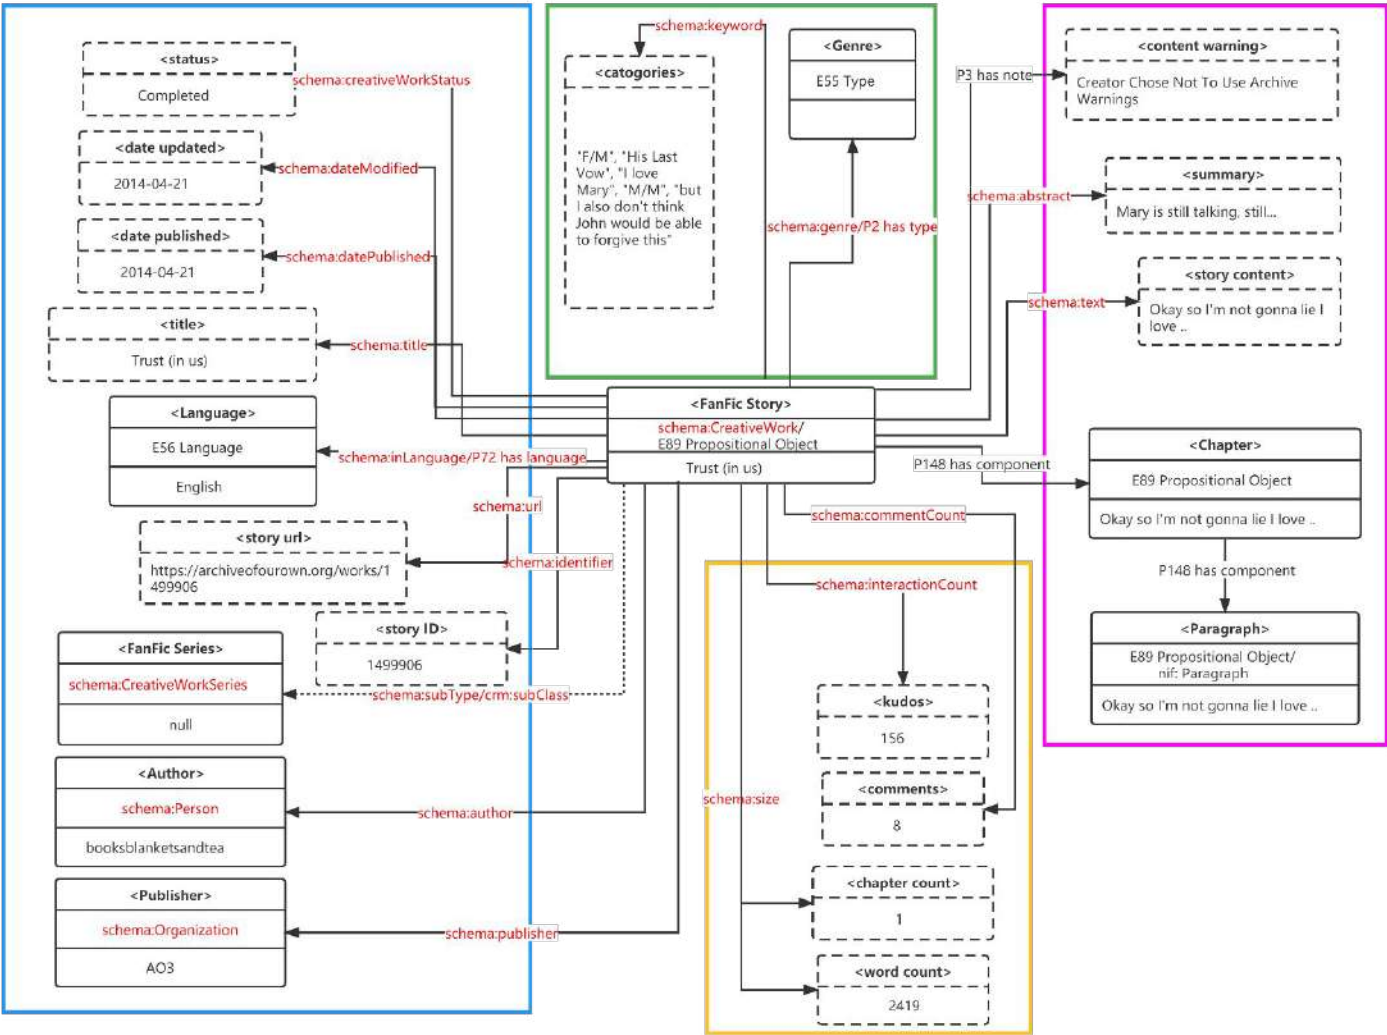 <status>
Completed
schema:creativeWorkStatus
<date updated>
2014-04-21
schema:dateModified
<date published>
2014-04-21
schema:datePublished
<title>
Trust (in us)
schema:title
<Language>
E56 Language
English
schema:inLanguage/P72 has language
schema:url
<story url>
https://archiveofourown.org/works/1
499906
schema:identifier
<story ID>
1499906
<FanFic Series>
schema:CreativeWorkSeries
null
schema:subType/crm:subClass
<Author>
schema:Person
booksblanketsandtea
schema:author
<Publisher>
schema:Organization
AO3
schema:publisher
schema:keyword
<catogories>
"F/M", "His Last
Vow", "I love
Mary", "M/M", "but
I also don't think
John would be able
to forgive this"
<Genre>
E55 Type
schema:genre/P2 has type
<FanFic Story>
schema:CreativeWork/
E89 Propositional Object
Trust (in us)
P3 has note
<content warning>
Creator Chose Not To Use Archive
Warnings
schema:abstract
<summary>
Mary is still talking, still...
schema:text
<story content>
Okay so I'm not gonna lie I
love ..
P148 has component
<Chapter>
E89 Propositional Object
Okay so I'm not gonna lie I love ..
P148 has component
<Paragraph>
E89 Propositional Object/
nif: Paragraph
Okay so I'm not gonna lie I love ..
schema:commentCount
schema:interactionCount
<kudos>
156
<comments>
8
schema:size
<chapter count>
1
<word count>
2419